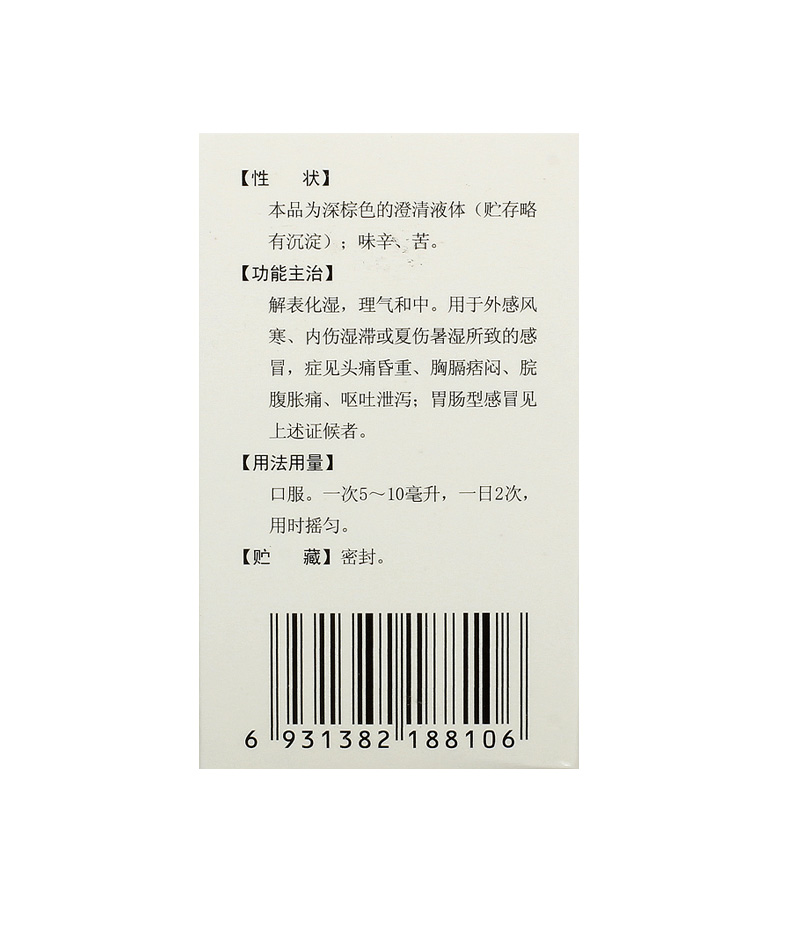 【性 状】
本品为深棕色的澄清液体（贮存略
有沉淀）；味辛、苦。
【功能主治】
解表化湿，理气和中。用于外感风
寒、内伤湿滞或夏伤暑湿所致的感
冒，症见头痛昏重、胸膈痞闷、脘
腹胀痛、呕吐泄泻；胃肠型感冒见
上述证候者。
【用法用量】
口服。一次5～10毫升，一日2次，
用时摇匀。
【贮 藏】密封。
6 931382 188106